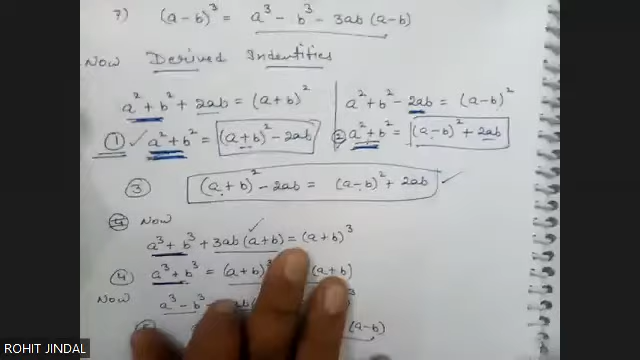 7) (a-b)³ = a³ - b³ - 3ab (a-b)
Now Derived Indentities
a² + b² + 2ab = (a+b)²
① ✓ a² + b² = (a+b)² - 2ab
a² + b² - 2ab = (a-b)²
② a² + b² = (a-b)² + 2ab
③ (a+b)² - 2ab = (a-b)² + 2ab ✓
Now
a³ + b³ + 3ab (a+b) = (a+b)³
④ a³ + b³ = (a+b)³ (a+b)
Now a³ - b³
(a-b)
ROHIT JINDAL